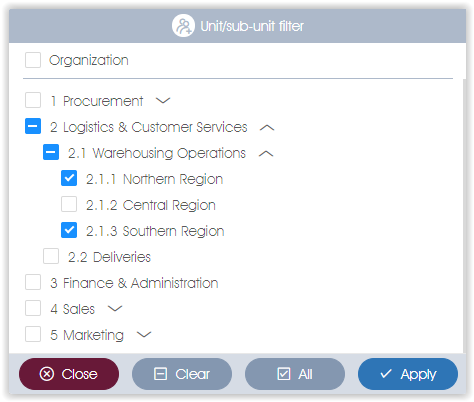 Unit/sub-unit filter
Organization
1 Procurement
2 Logistics & Customer Services
2.1 Warehousing Operations
2.1.1 Northern Region
2.1.2 Central Region
2.1.3 Southern Region
2.2 Deliveries
3 Finance & Administration
4 Sales
5 Marketing
Close Clear All Apply